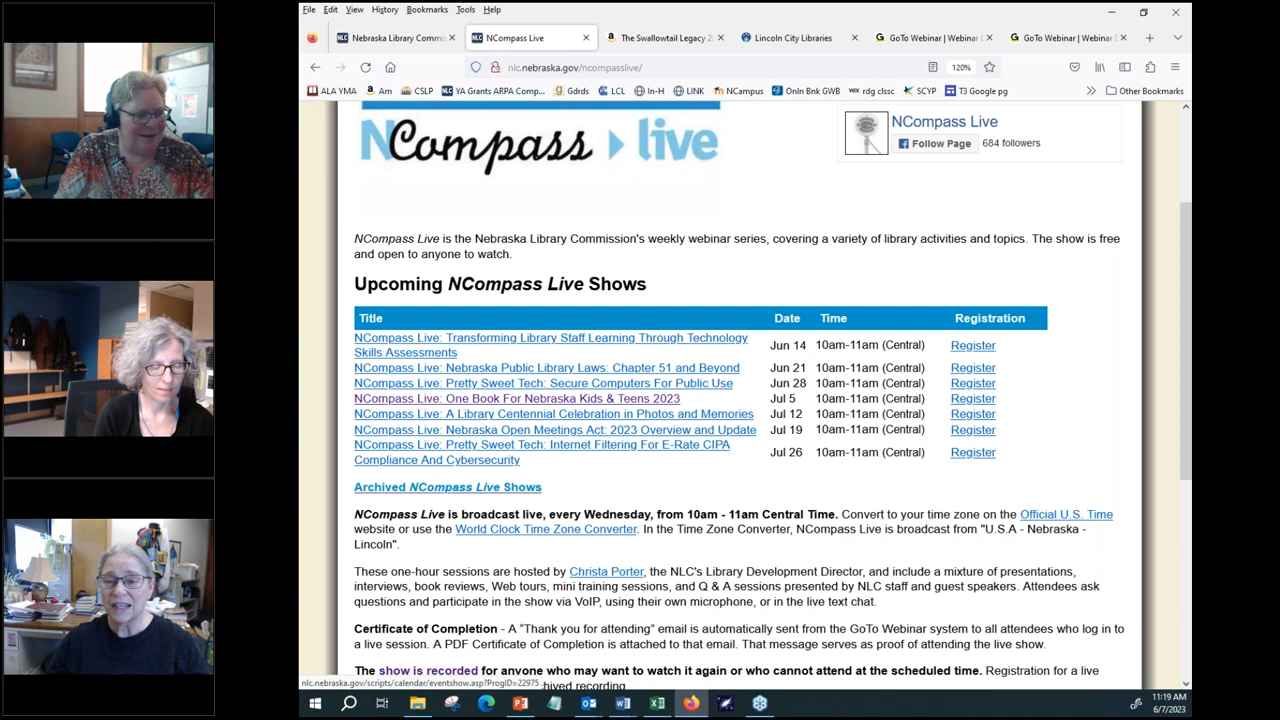 File Edit View History Bookmarks Tools Help
Nebraska Library Commis
NCompass Live
The Swallowtail Legacy 2:
Lincoln City Libraries
GoTo Webinar | Webinar E
GoTo Webinar | Webinar E
nlc.nebraska.gov/ncompasslive/
120%
ALA YMA
Am
CSLP
YA Grants ARPA Comp...
Gdrds
LCL
In-H
LINK
NCampus
Onln Bnk GWB
rdg clsc
SCYP
T3 Google pg
Other Bookmarks
NCompass live
NCompass Live
Follow Page 684 followers
NCompass Live is the Nebraska Library Commission's weekly webinar series, covering a variety of library activities and topics. The show is free
and open to anyone to watch.
Upcoming NCompass Live Shows
Title Date Time Registration
NCompass Live: Transforming Library Staff Learning Through Technology
Skills Assessments Jun 14 10am-11am (Central) Register
NCompass Live: Nebraska Public Library Laws: Chapter 51 and Beyond Jun 21 10am-11am (Central) Register
NCompass Live: Pretty Sweet Tech: Secure Computers For Public Use Jun 28 10am-11am (Central) Register
NCompass Live: One Book For Nebraska Kids & Teens 2023 Jul 5 10am-11am (Central) Register
NCompass Live: A Library Centennial Celebration in Photos and Memories Jul 12 10am-11am (Central) Register
NCompass Live: Nebraska Open Meetings Act: 2023 Overview and Update Jul 19 10am-11am (Central) Register
NCompass Live: Pretty Sweet Tech: Internet Filtering For E-Rate CIPA
Compliance And Cybersecurity Jul 26 10am-11am (Central) Register
Archived NCompass Live Shows
NCompass Live is broadcast live, every Wednesday, from 10am - 11am Central Time. Convert to your time zone on the Official U.S. Time
website or use the World Clock Time Zone Converter. In the Time Zone Converter, NCompass Live is broadcast from "U.S.A - Nebraska -
Lincoln".
These one-hour sessions are hosted by Christa Porter, the NLC's Library Development Director, and include a mixture of presentations,
interviews, book reviews, Web tours, mini training sessions, and Q & A sessions presented by NLC staff and guest speakers. Attendees ask
questions and participate in the show via VoIP, using their own microphone, or in the live text chat.
Certificate of Completion - A "Thank you for attending" email is automatically sent from the GoTo Webinar system to all attendees who log in to
a live session. A PDF Certificate of Completion is attached to that email. That message serves as proof of attending the live show.
The show is recorded for anyone who may want to watch it again or who cannot attend at the scheduled time. Registration for a live
nlc.nebraska.gov/scripts/calendar/eventshow.asp?ProgID=22975
hived recording
11:19 AM
6/7/2023